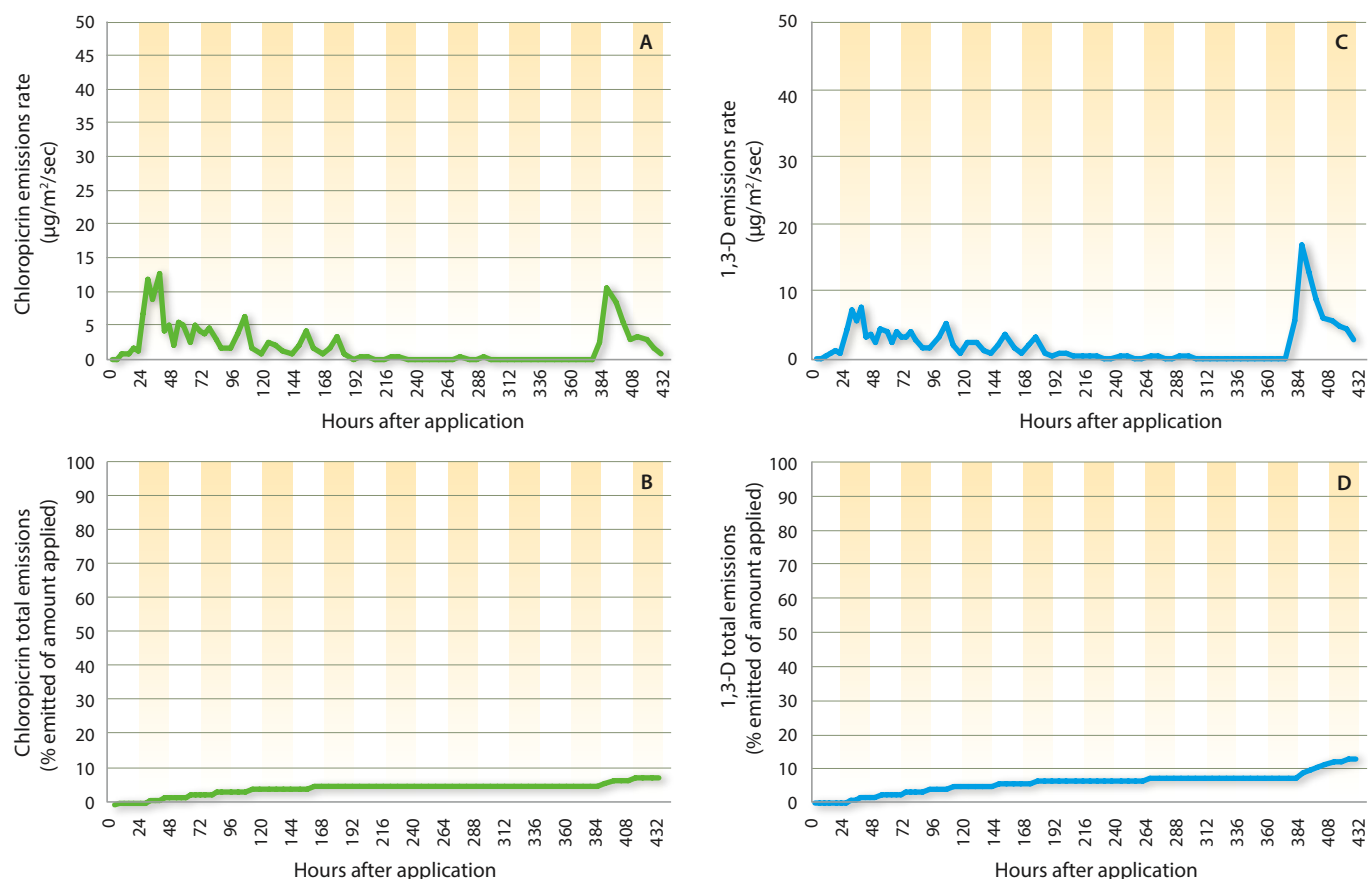 A
Chloropicrin emissions rate
(µg/m²/sec)
50
45
40
35
30
25
20
15
10
5
0
0 24 48 72 96 120 144 168 192 216 240 264 288 312 336 360 384 408 432
Hours after application
C
1,3-D emissions rate
(µg/m²/sec)
50
40
30
20
10
0
0 24 48 72 96 120 144 168 192 216 240 264 288 312 336 360 384 408 432
Hours after application
B
Chloropicrin total emissions
(% emitted of amount applied)
100
90
80
70
60
50
40
30
20
10
0
0 24 48 72 96 120 144 168 192 216 240 264 288 312 336 360 384 408 432
Hours after application
D
1,3-D total emissions
(% emitted of amount applied)
100
90
80
70
60
50
40
30
20
10
0
0 24 48 72 96 120 144 168 192 216 240 264 288 312 336 360 384 408 432
Hours after application